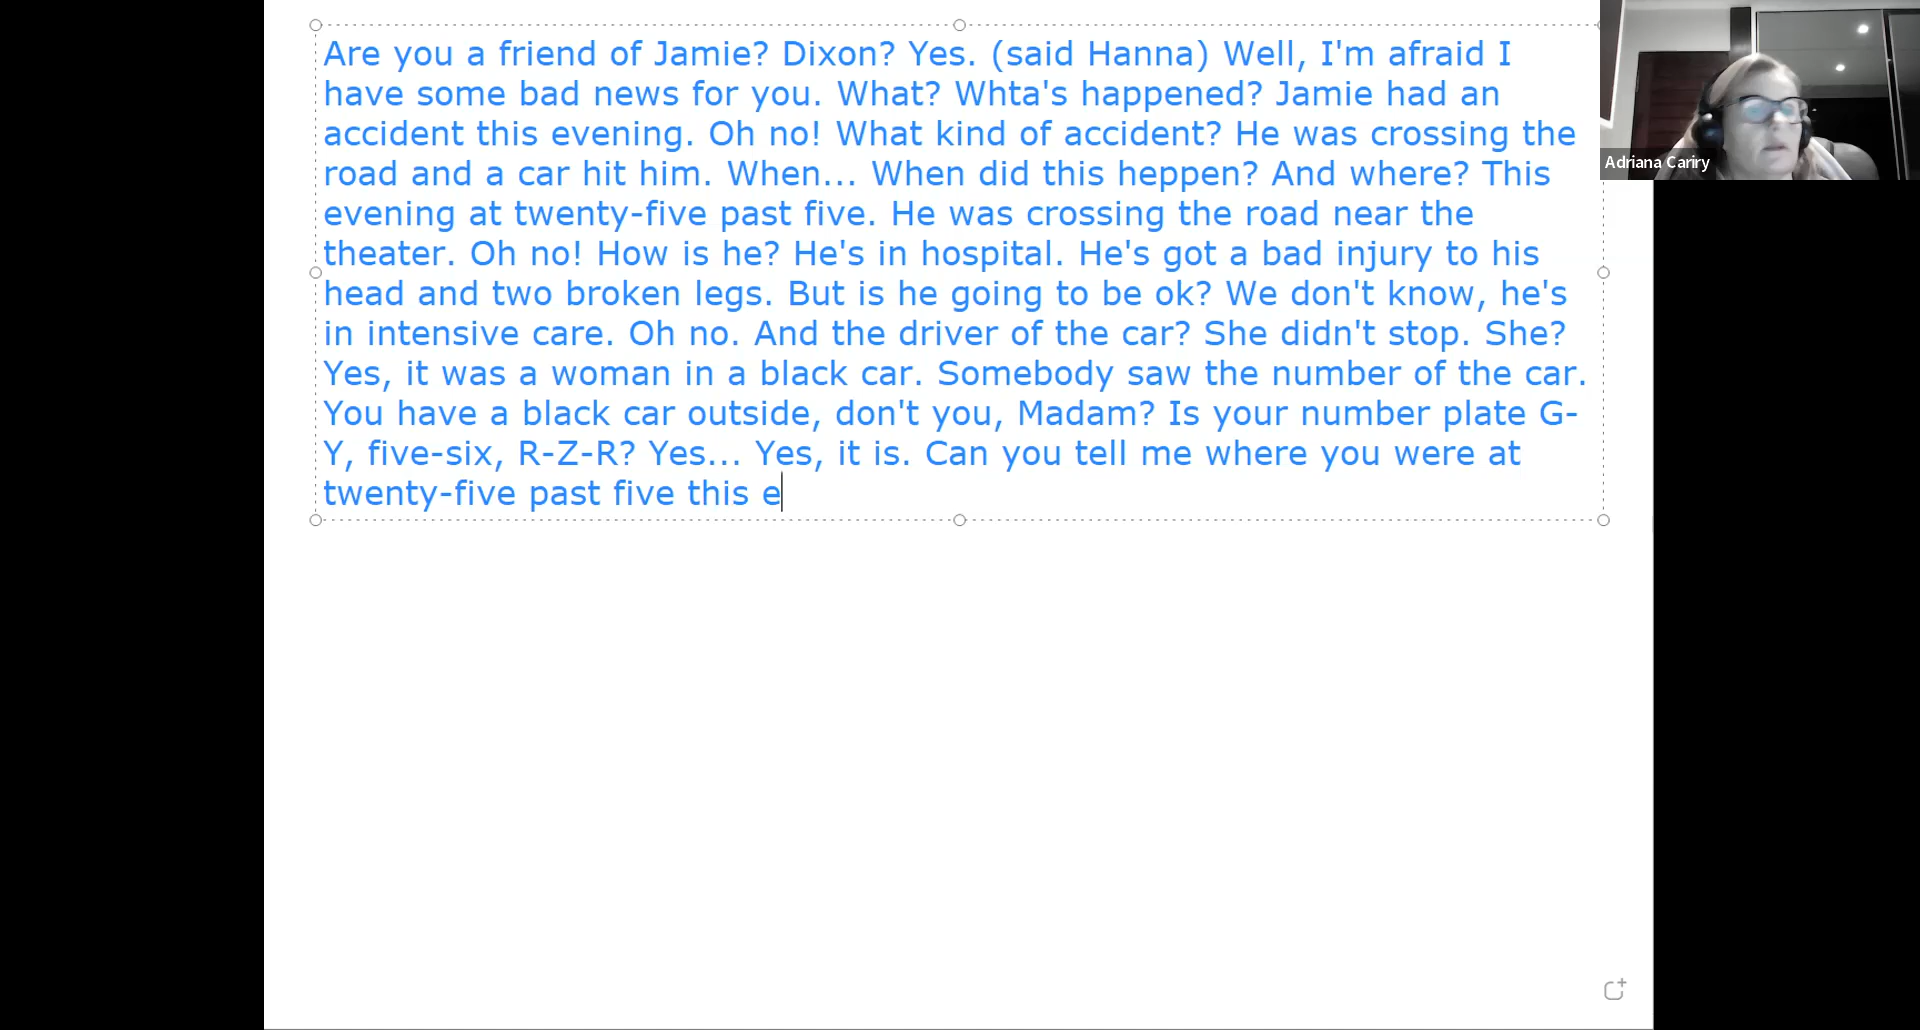 Are you a friend of Jamie? Dixon? Yes. (said Hanna) Well, I'm afraid I
have some bad news for you. What? Whta's happened? Jamie had an
accident this evening. Oh no! What kind of accident? He was crossing the
road and a car hit him. When... When did this heppen? And where? This
evening at twenty-five past five. He was crossing the road near the
theater. Oh no! How is he? He's in hospital. He's got a bad injury to his
head and two broken legs. But is he going to be ok? We don't know, he's
in intensive care. Oh no. And the driver of the car? She didn't stop. She?
Yes, it was a woman in a black car. Somebody saw the number of the car.
You have a black car outside, don't you, Madam? Is your number plate G-
Y, five-six, R-Z-R? Yes... Yes, it is. Can you tell me where you were at
twenty-five past five this e
Adriana Cariry